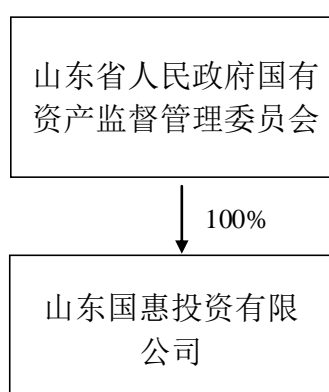 山东省人民政府国有
资产监督管理委员会
100%
山东国惠投资有限
公司